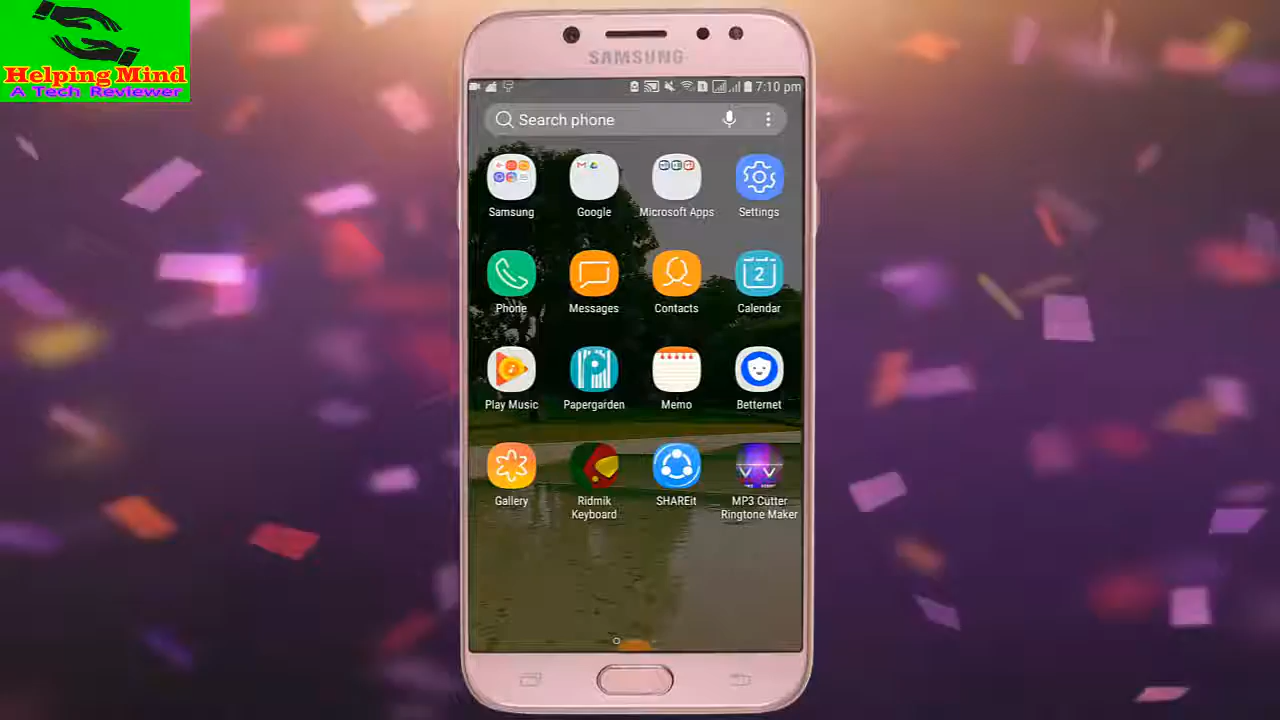 Helping Mind
A Tech Reviewer
SAMSUNG
7:10 pm
Search phone
Samsung
Google
Microsoft Apps
Settings
Phone
Messages
Contacts
2
Calendar
Play Music
Papergarden
Memo
Betternet
Gallery
Ridmik
Keyboard
SHAREit
MP3 Cutter
Ringtone Maker